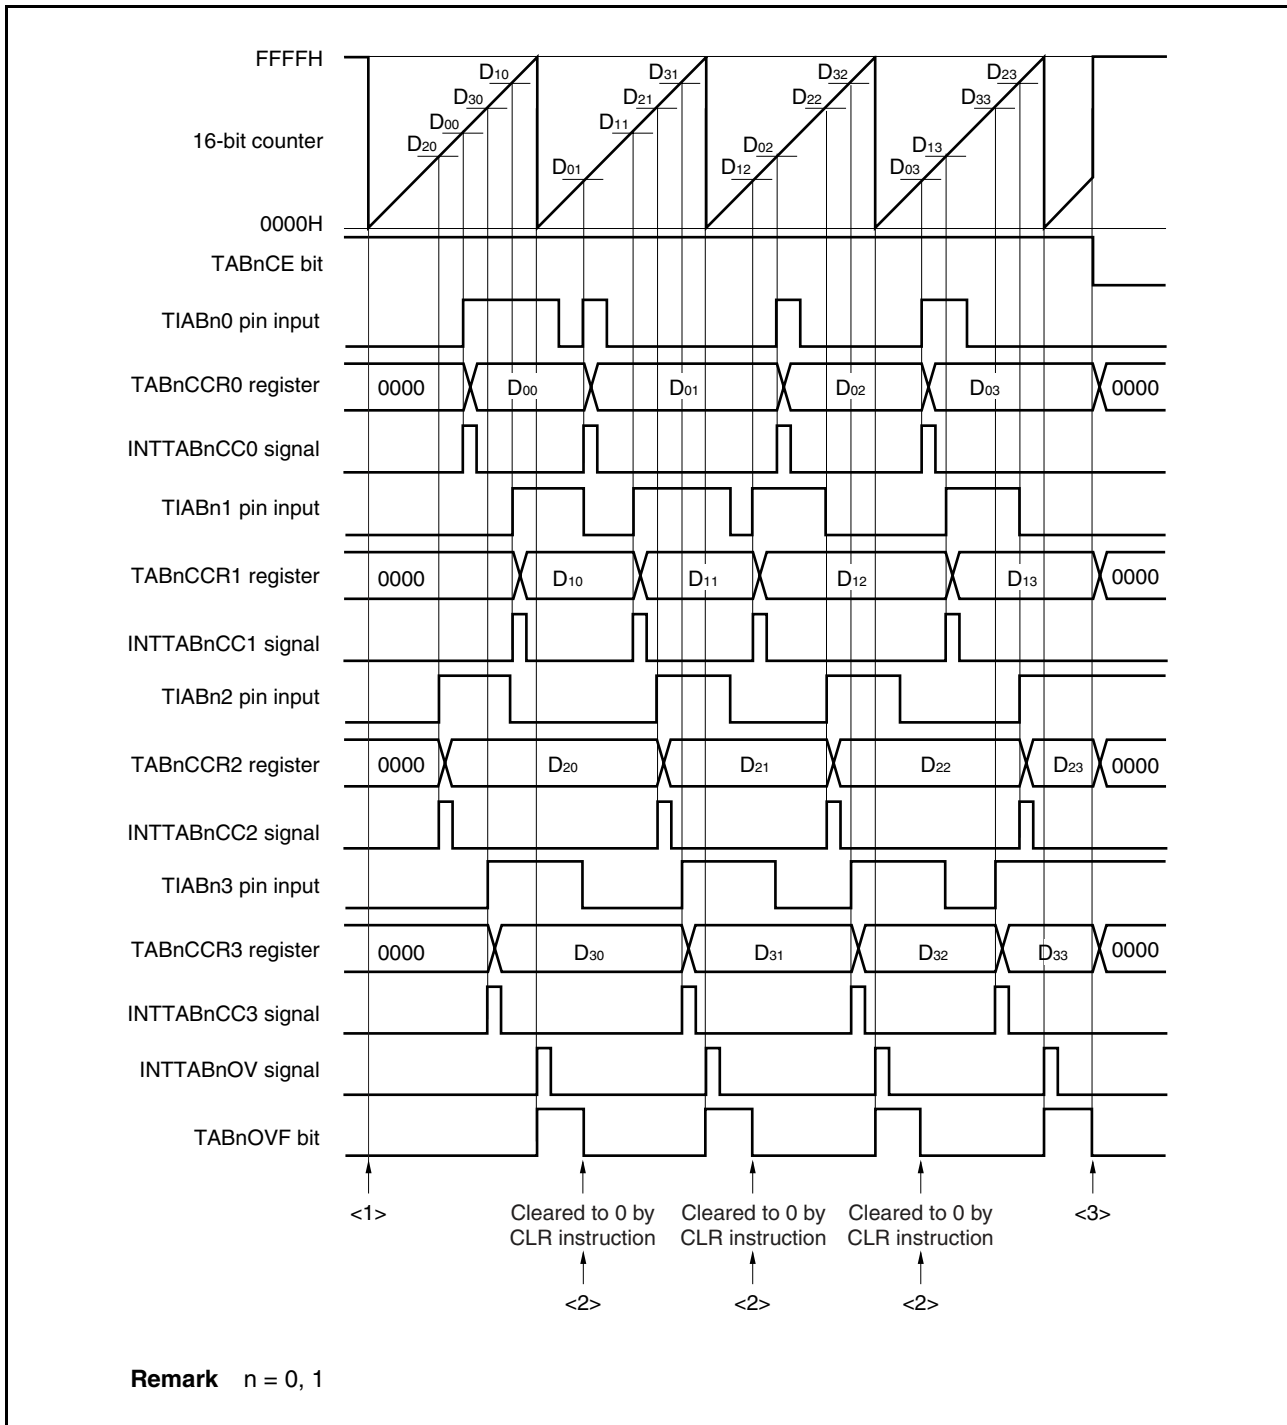 FFFFH
D10 D31 D32 D23
D30 D21 D22 D33
D00 D11
16-bit counter
D20 D02 D13
D01 D12 D03
0000H
TABnCE bit
TIABn0 pin input
TABnCCR0 register 0000 D00 D01 D02 D03 0000
INTTABnCC0 signal
TIABn1 pin input
TABnCCR1 register 0000 D10 D11 D12 D13 0000
INTTABnCC1 signal
TIABn2 pin input
TABnCCR2 register 0000 D20 D21 D22 D23 0000
INTTABnCC2 signal
TIABn3 pin input
TABnCCR3 register 0000 D30 D31 D32 D33 0000
INTTABnCC3 signal
INTTABnOV signal
TABnOVF bit
<1> Cleared to 0 by Cleared to 0 by Cleared to 0 by <3>
CLR instruction CLR instruction CLR instruction
<2> <2> <2>
Remark n = 0, 1